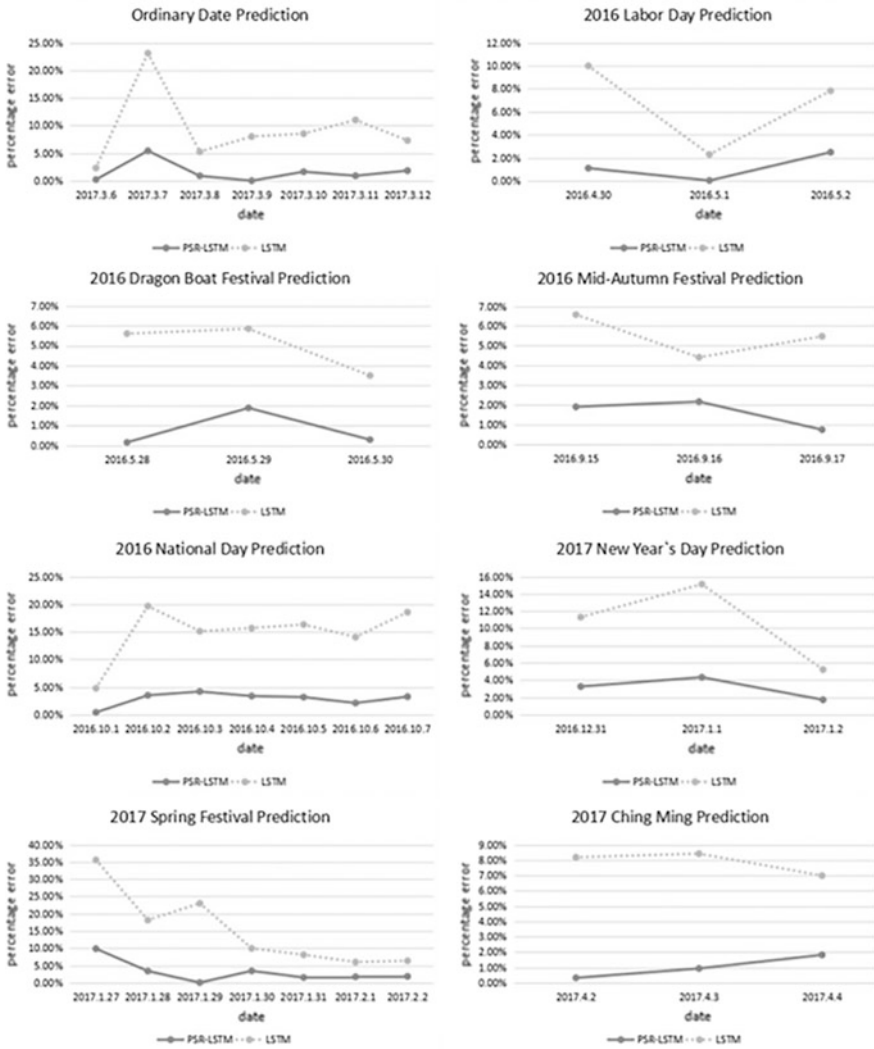 Ordinary Date Prediction
percentage error
25.00%
20.00%
15.00%
10.00%
5.00%
0.00%
2017.3.6 2017.3.7 2017.3.8 2017.3.9 2017.3.10 2017.3.11 2017.3.12
date
PSR-LSTM LSTM
2016 Labor Day Prediction
percentage error
12.00%
10.00%
8.00%
6.00%
4.00%
2.00%
0.00%
2016.4.30 2016.5.1 2016.5.2
date
PSR-LSTM LSTM
2016 Dragon Boat Festival Prediction
percentage error
7.00%
6.00%
5.00%
4.00%
3.00%
2.00%
1.00%
0.00%
2016.5.28 2016.5.29 2016.5.30
date
PSR-LSTM LSTM
2016 Mid-Autumn Festival Prediction
percentage error
7.00%
6.00%
5.00%
4.00%
3.00%
2.00%
1.00%
0.00%
2016.9.15 2016.9.16 2016.9.17
date
PSR-LSTM LSTM
2016 National Day Prediction
percentage error
25.00%
20.00%
15.00%
10.00%
5.00%
0.00%
2016.10.1 2016.10.2 2016.10.3 2016.10.4 2016.10.5 2016.10.6 2016.10.7
date
PSR-LSTM LSTM
2017 New Year`s Day Prediction
percentage error
16.00%
14.00%
12.00%
10.00%
8.00%
6.00%
4.00%
2.00%
0.00%
2016.12.31 2017.1.1 2017.1.2
date
PSR-LSTM LSTM
2017 Spring Festival Prediction
percentage error
40.00%
35.00%
30.00%
25.00%
20.00%
15.00%
10.00%
5.00%
0.00%
2017.1.27 2017.1.28 2017.1.29 2017.1.30 2017.1.31 2017.2.1 2017.2.2
date
PSR-LSTM LSTM
2017 Ching Ming Prediction
percentage error
9.00%
8.00%
7.00%
6.00%
5.00%
4.00%
3.00%
2.00%
1.00%
0.00%
2017.4.2 2017.4.3 2017.4.4
date
PSR-LSTM LSTM